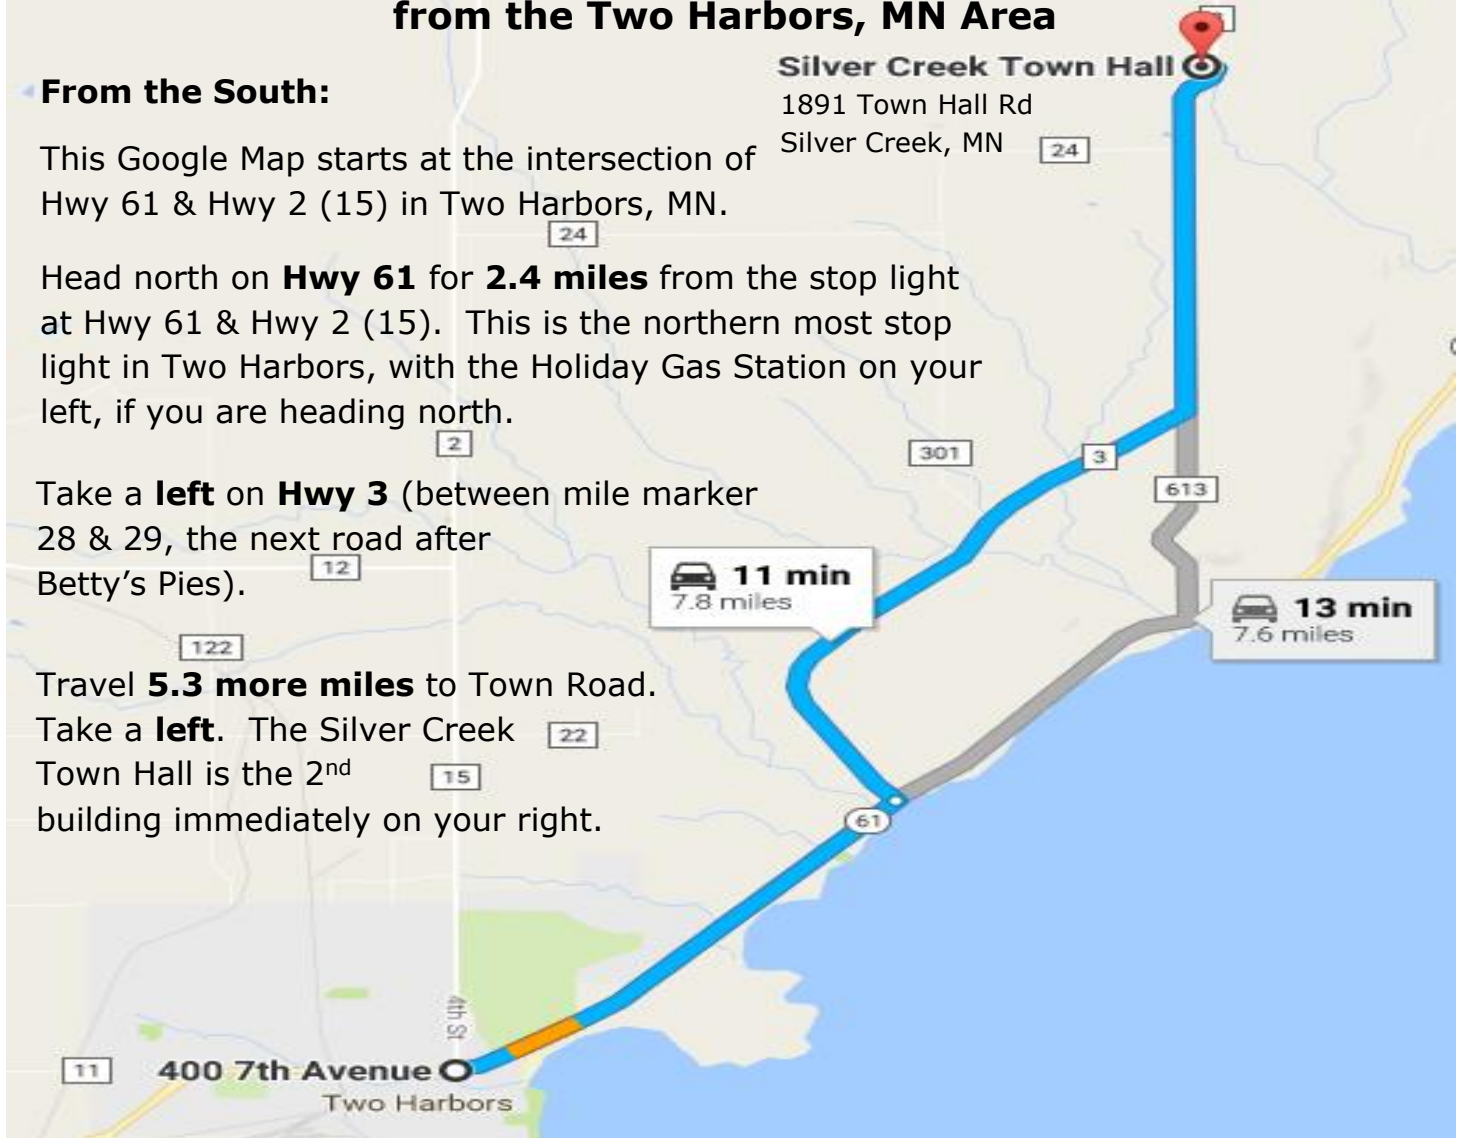 from the Two Harbors, MN Area
Silver Creek Town Hall
1891 Town Hall Rd
Silver Creek, MN
From the South:
This Google Map starts at the intersection of
Hwy 61 & Hwy 2 (15) in Two Harbors, MN.
24
24
Head north on Hwy 61 for 2.4 miles from the stop light
at Hwy 61 & Hwy 2 (15). This is the northern most stop
light in Two Harbors, with the Holiday Gas Station on your
left, if you are heading north.
2
301
3
613
Take a left on Hwy 3 (between mile marker
28 & 29, the next road after
Betty’s Pies).
12
11 min
7.8 miles
13 min
7.6 miles
122
Travel 5.3 more miles to Town Road.
Take a left. The Silver Creek
Town Hall is the 2nd
building immediately on your right.
22
15
61
4th St
11
400 7th Avenue
Two Harbors